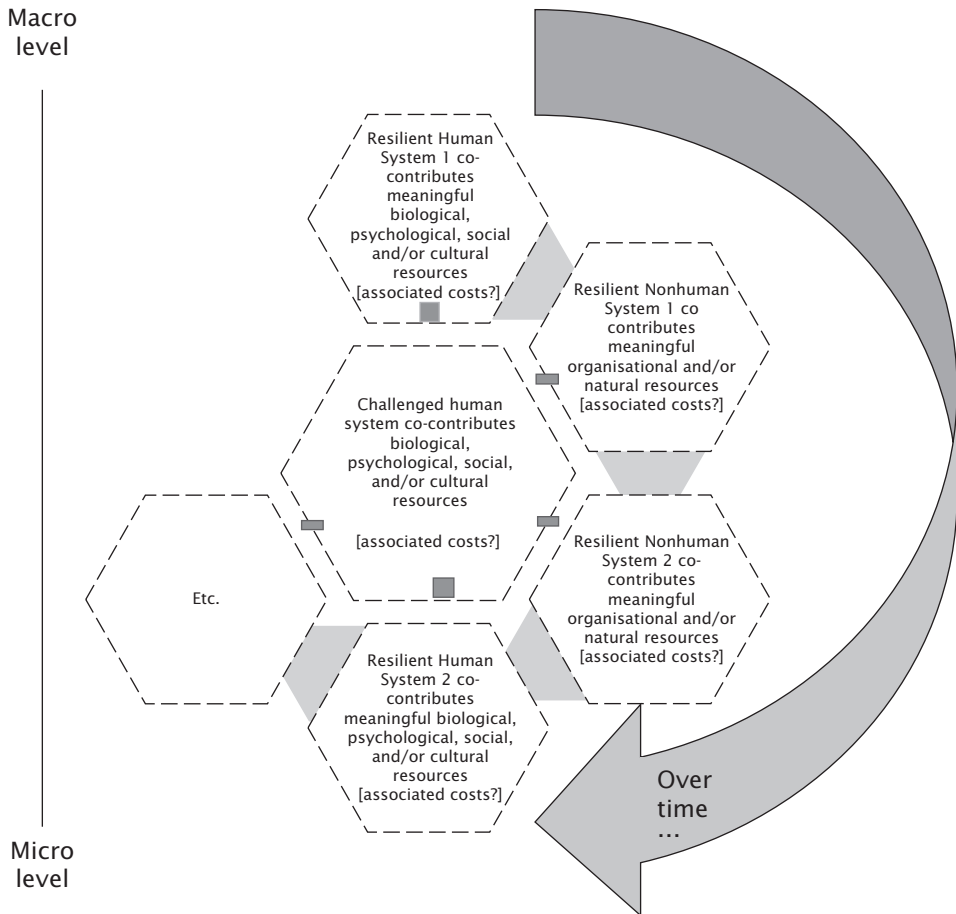 Macro
level
Resilient Human
System 1 co-
contributes
meaningful
biological,
psychological, social
and/or cultural
resources
[associated costs?]
Resilient Nonhuman
System 1 co
contributes
meaningful
organisational and/or
natural resources
[associated costs?]
Challenged human
system co-contributes
biological,
psychological, social,
and/or cultural
resources
[associated costs?]
Resilient Nonhuman
System 2 co-
contributes
meaningful
organisational and/or
natural resources
[associated costs?]
Etc.
Resilient Human
System 2 co-
contributes
meaningful biological,
psychological, social,
and/or cultural
resources
[associated costs?]
Over
time
...
Micro
level